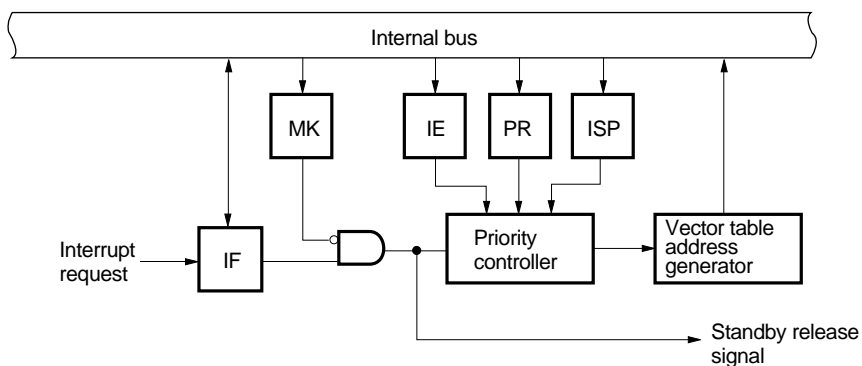 Internal bus
MK
IE
PR
ISP
Interrupt
request
IF
Priority
controller
Vector table
address
generator
Standby release
signal